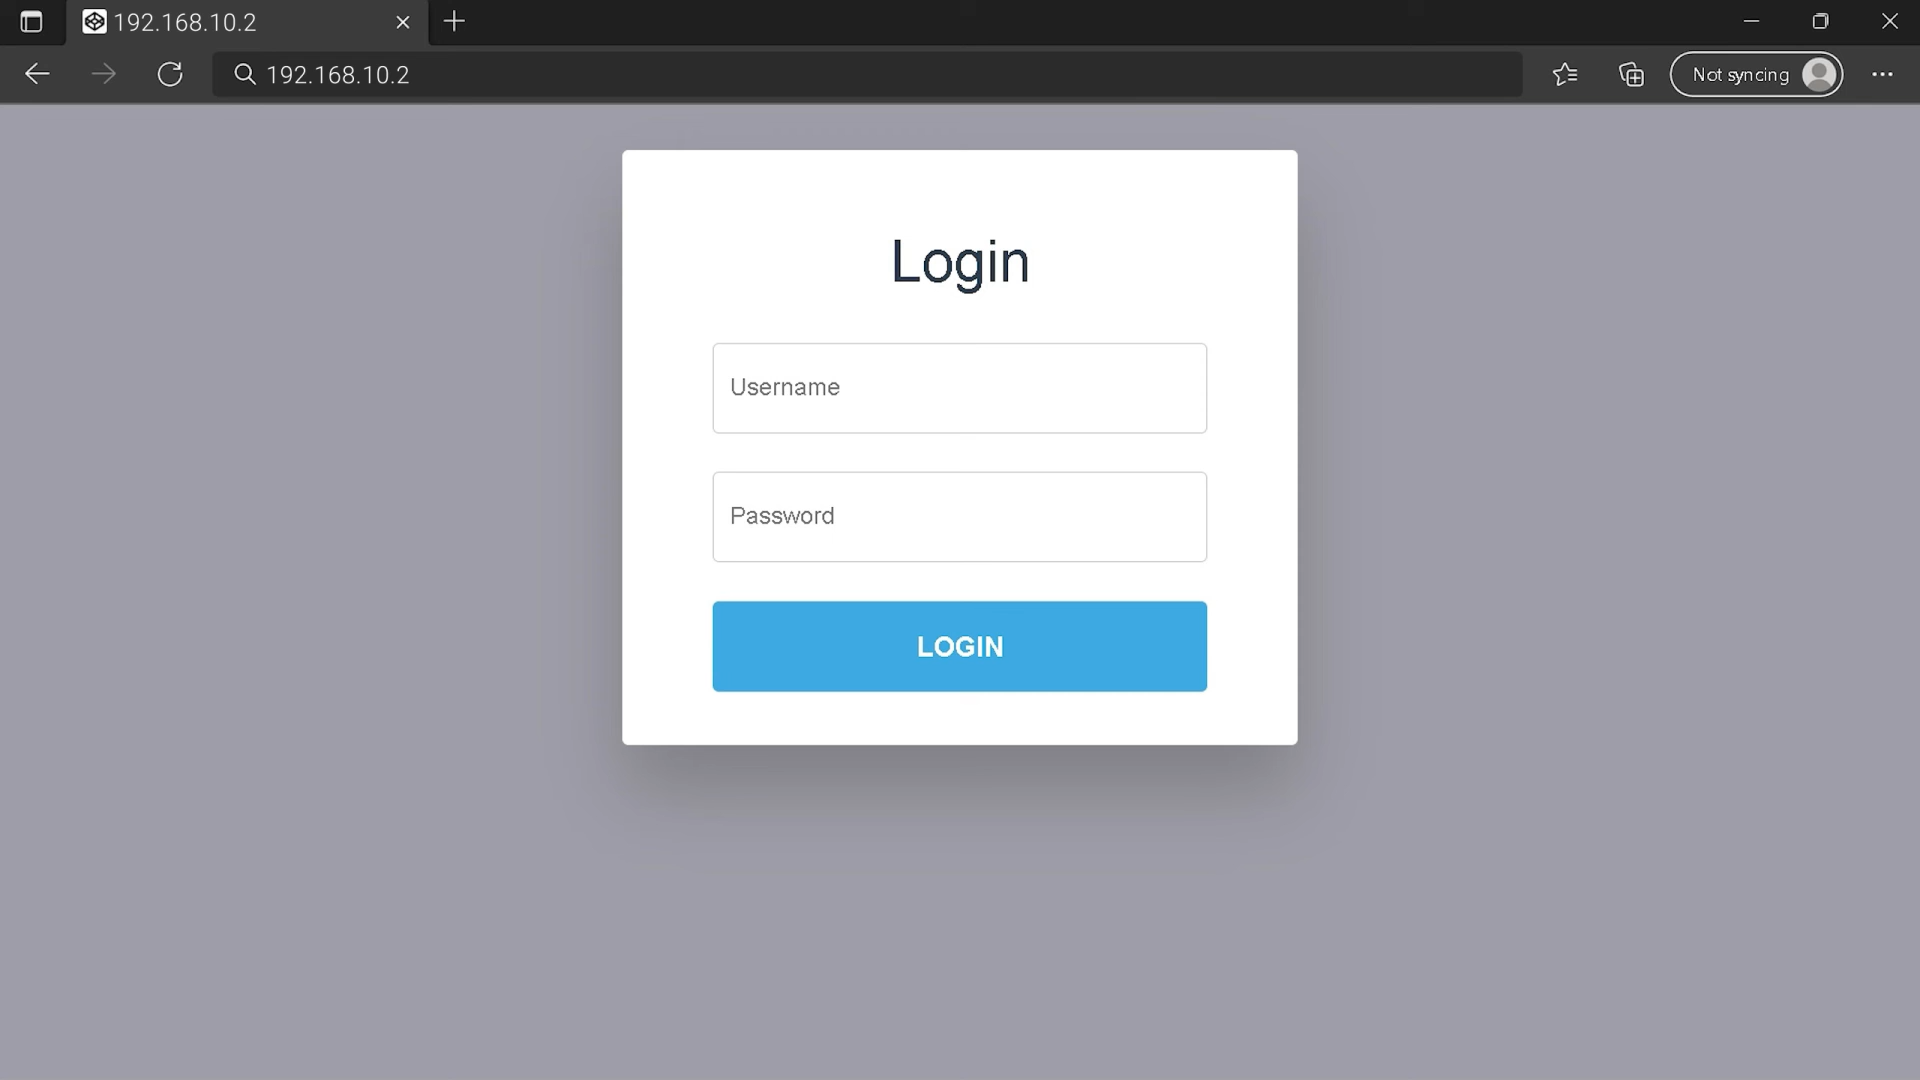 192.168.10.2
192.168.10.2
Not syncing
Login
Username
Password
LOGIN